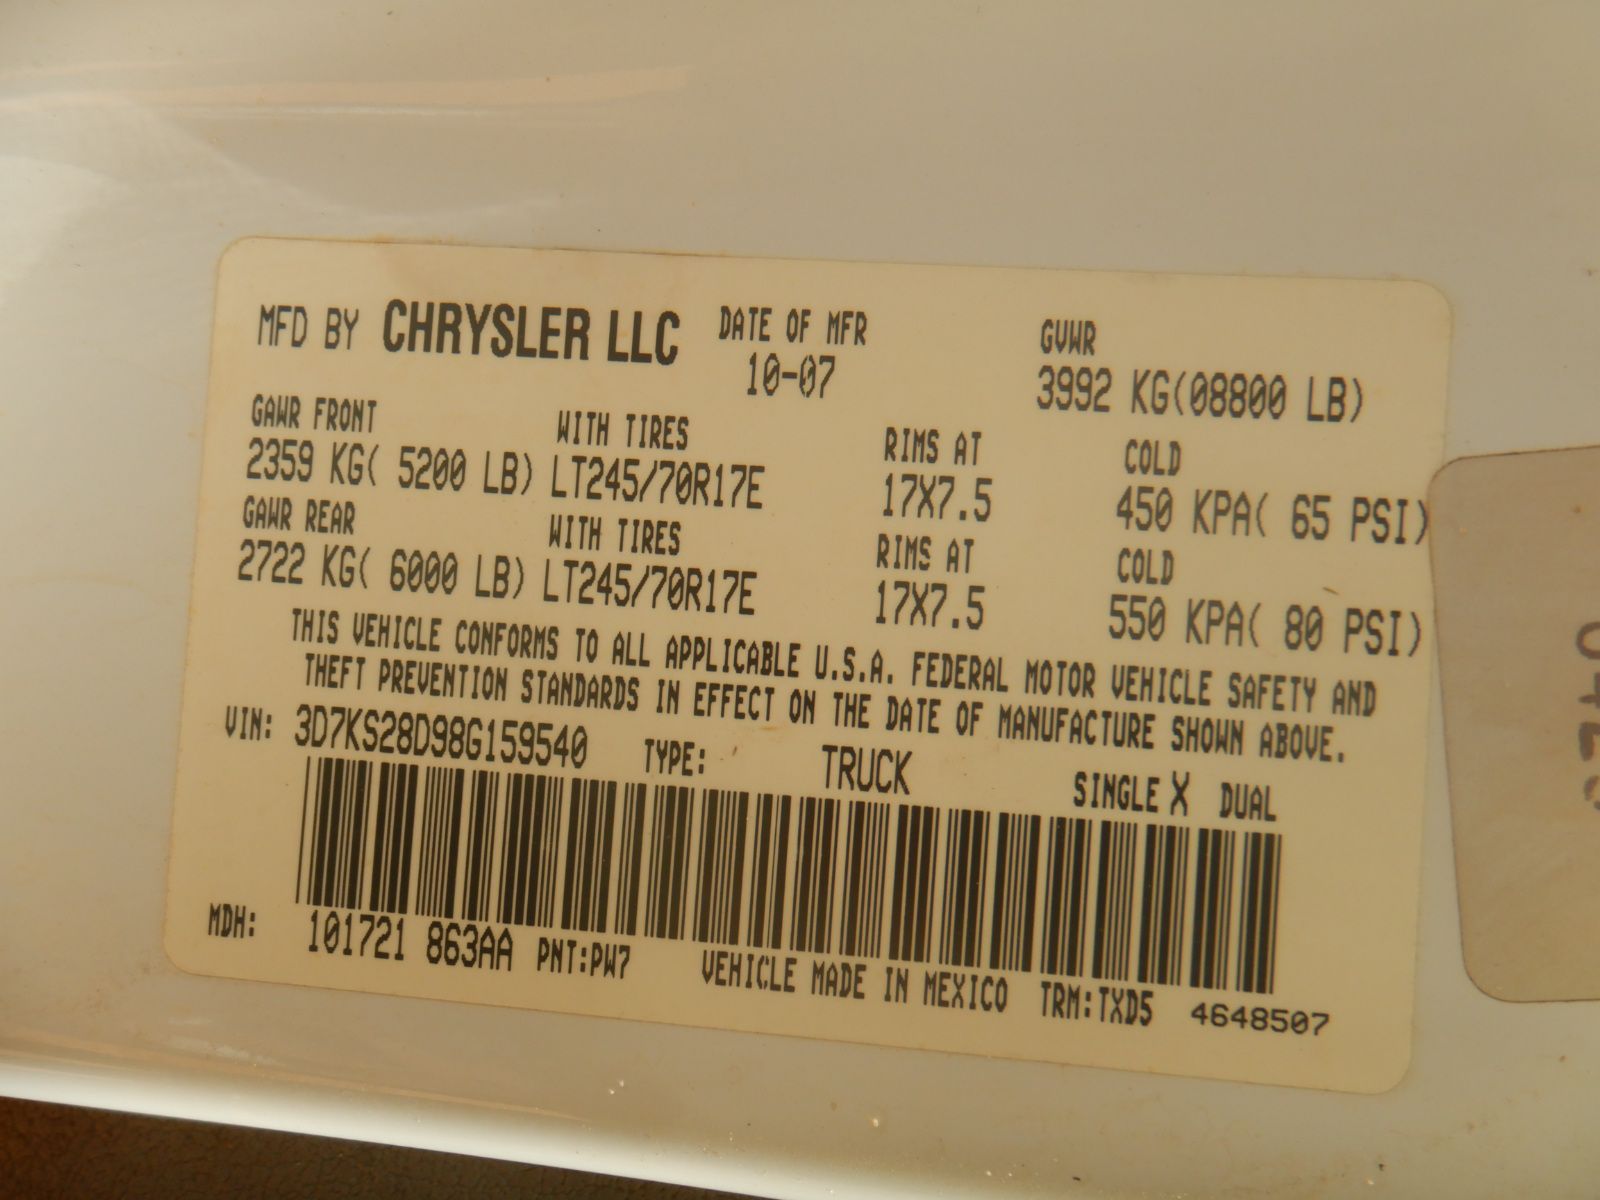 MFD BY CHRYSLER LLC DATE OF MFR GVWR
10-07 3992 KG(08800 LB)
GAWR FRONT WITH TIRES RIMS AT COLD
2359 KG( 5200 LB) LT245/70R17E 17X7.5 450 KPA( 65 PSI)
GAWR REAR WITH TIRES RIMS AT COLD
2722 KG( 6000 LB) LT245/70R17E 17X7.5 550 KPA( 80 PSI)
THIS VEHICLE CONFORMS TO ALL APPLICABLE U.S.A. FEDERAL MOTOR VEHICLE SAFETY AND
THEFT PREVENTION STANDARDS IN EFFECT ON THE DATE OF MANUFACTURE SHOWN ABOVE.
VIN: 3D7KS28D98G159540 TYPE: TRUCK SINGLE X DUAL
MDH: 101721 863AA PNT:PW7 VEHICLE MADE IN MEXICO TRM:TXD5 4648507